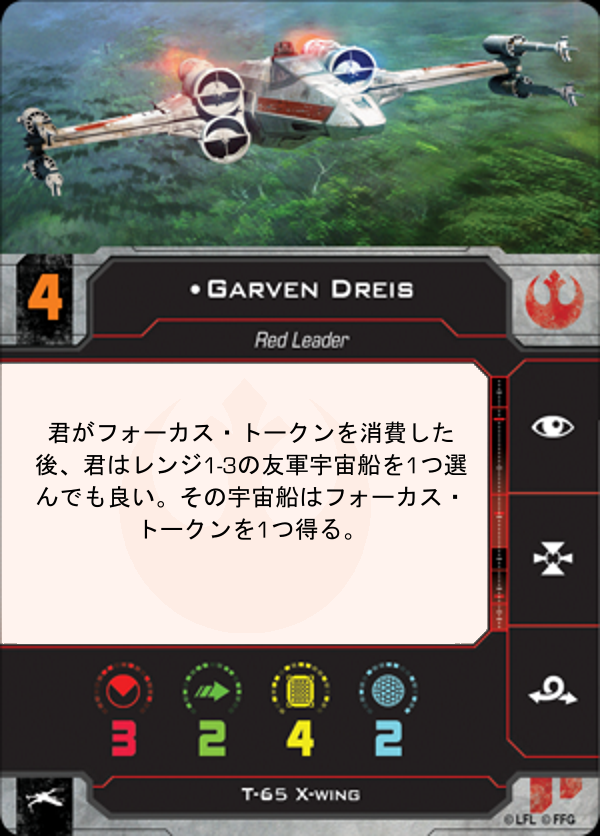 4
•Garven Dreis
Red Leader
君がフォーカス・トークンを消費した
後、君はレンジ1-3の友軍宇宙船を1つ選
んでも良い。その宇宙船はフォーカス・
トークンを1つ得る。
3 2 4 2
T-65 X-wing
©LFL ©FFG